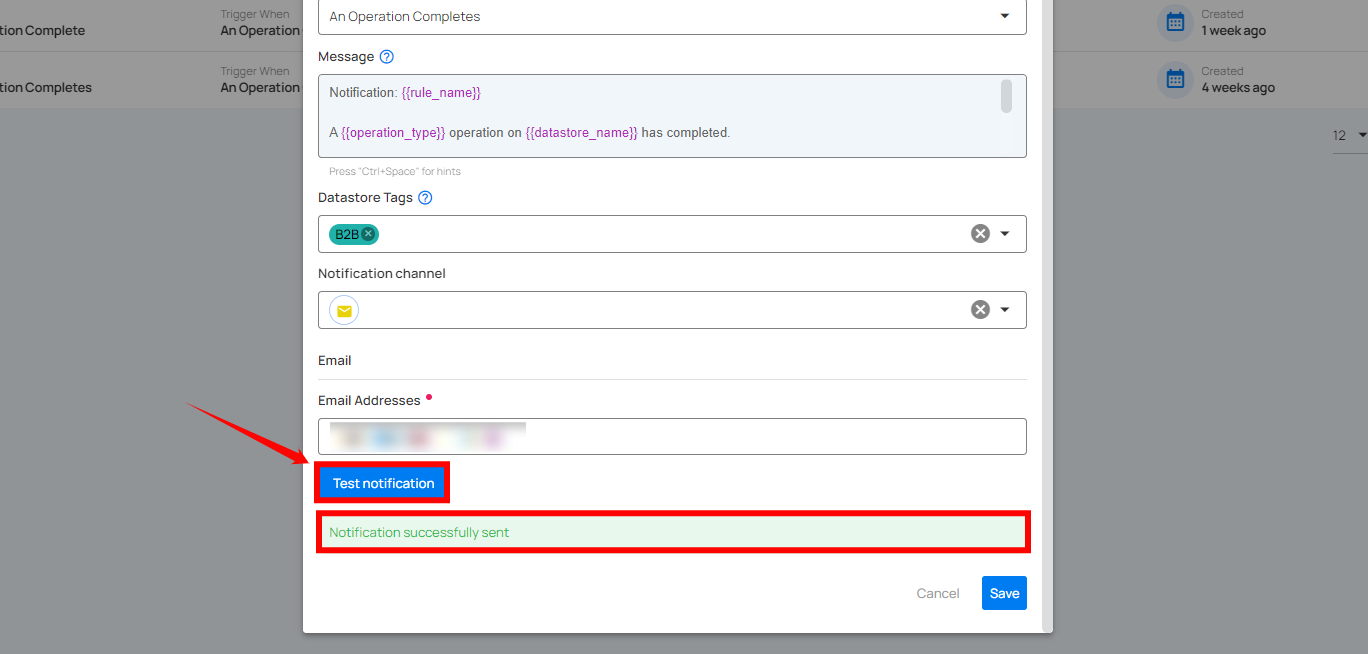 Trigger When
An Operation Completes
Created
tion Complete
An Operation
1 week ago
Message
Trigger When
Created
tion Completes
An Operation
4 weeks ago
Notification: {{rule_name}}
A {{operation_type}} operation on {{datastore_name}} has completed.
12
Press "Ctrl+Space" for hints
Datastore Tags
B2B
Notification channel
Email
Email Addresses
Test notification
Notification successfully sent
Cancel
Save